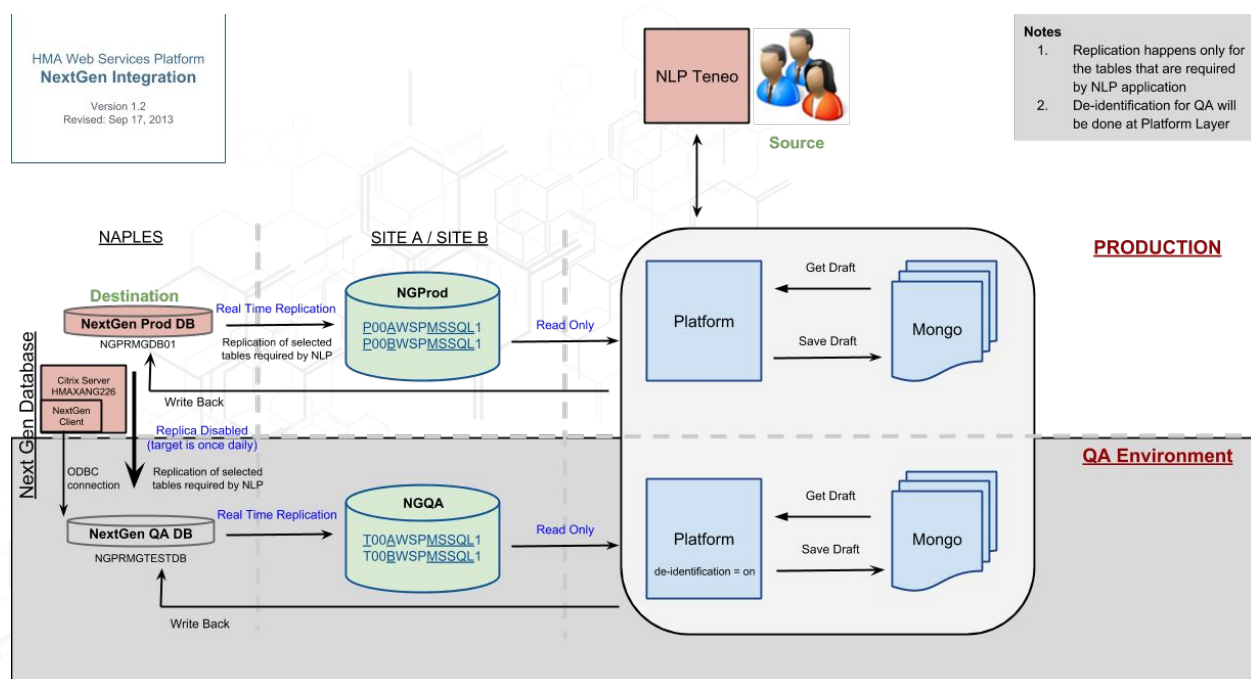 HMA Web Services Platform
NextGen Integration
Version 1.2
Revised: Sep 17, 2013
NLP Teneo
Source
Notes
1. Replication happens only for
the tables that are required
by NLP application
2. De-identification for QA will
be done at Platform Layer
NAPLES
SITE A / SITE B
PRODUCTION
Next Gen Database
Destination
NextGen Prod DB
NGPRMGDB01
Real Time Replication
Replication of selected
tables required by NLP
NGProd
P00AWSPMSSQL1
P00BWSPMSSQL1
Read Only
Platform
Get Draft
Save Draft
Mongo
Write Back
Citrix Server
HMAXANG226
NextGen
Client
Replica Disabled
(target is once daily)
ODBC
connection
Replication of selected
tables required by NLP
QA Environment
NextGen QA DB
NGPRMGTESTDB
Real Time Replication
NGQA
T00AWSPMSSQL1
T00BWSPMSSQL1
Read Only
Platform
de-identification = on
Get Draft
Save Draft
Mongo
Write Back